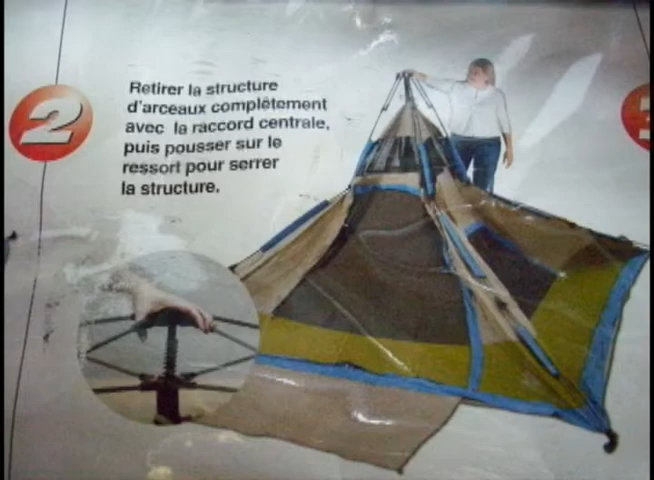 2
Retirer la structure
d'arceaux complètement
avec la raccord centrale,
puis pousser sur le
ressort pour serrer
la structure.